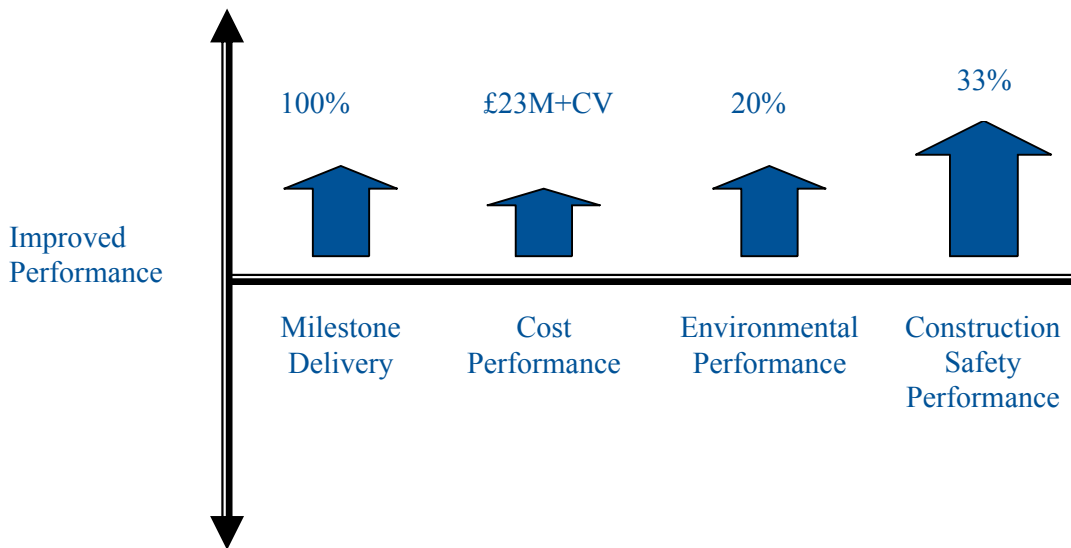 33%
100%
£23M+CV
20%
Improved
Performance
Milestone
Delivery
Cost
Performance
Environmental
Performance
Construction
Safety
Performance